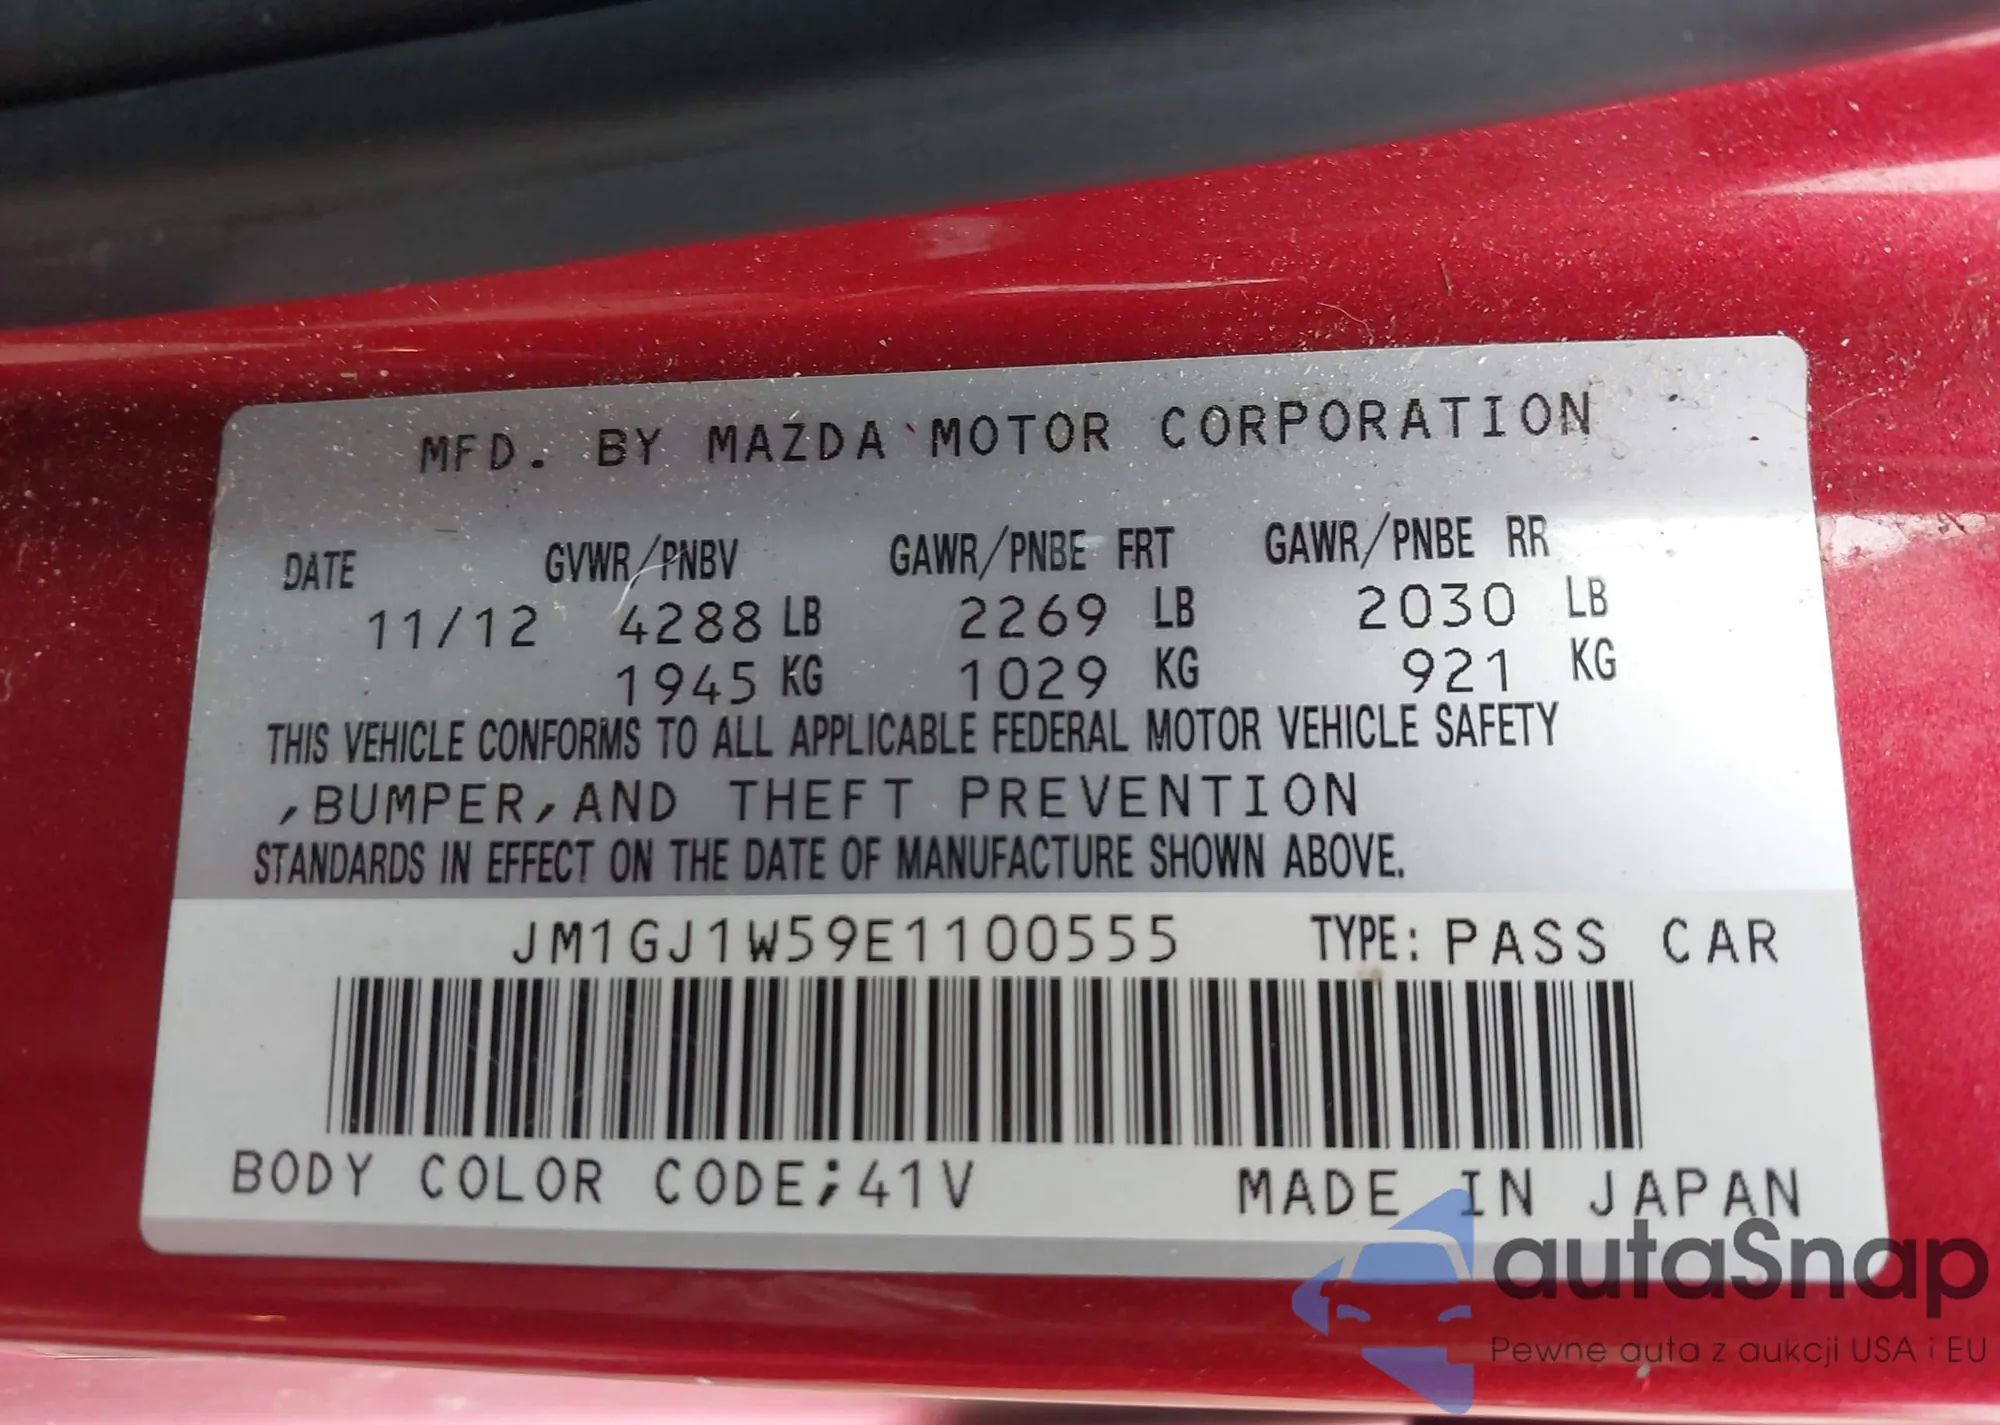 MFD. BY MAZDA MOTOR CORPORATION
DATE GVWR/PNBV GAWR/PNBE FRT GAWR/PNBE RR
11/12 4288 LB 2269 LB 2030 LB
1945 KG 1029 KG 921 KG
THIS VEHICLE CONFORMS TO ALL APPLICABLE FEDERAL MOTOR VEHICLE SAFETY
,BUMPER,AND THEFT PREVENTION
STANDARDS IN EFFECT ON THE DATE OF MANUFACTURE SHOWN ABOVE.
JM1GJ1W59E1100555 TYPE: PASS CAR
BODY COLOR CODE;41V MADE IN JAPAN
autaSnap
Pewne auta z aukcji USA i EU